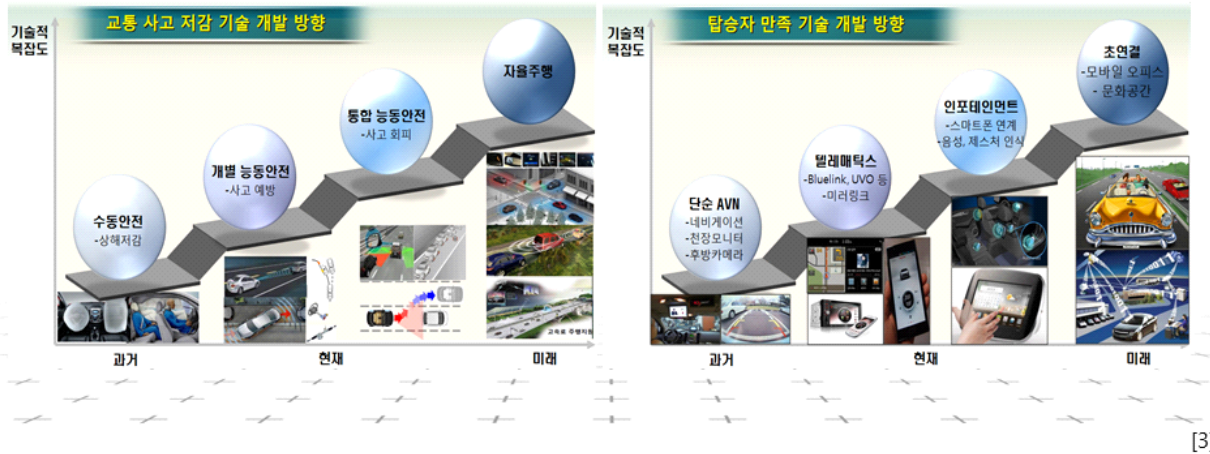 교통 사고 저감 기술 개발 방향
기술적
복잡도
자율주행
통합 능동안전
-사고 회피
개별 능동안전
-사고 예방
수동안전
-상해저감
고속로 주행지원
과거
현재
미래
탑승자 만족 기술 개발 방향
기술적
복잡도
초연결
-모바일 오피스
- 문화공간
인포테인먼트
-스마트폰 연계
-음성, 제스처 인식
텔레매틱스
-Bluelink, UVO 등
-미러링크
단순 AVN
-네비게이션
-천장모니터
-후방카메라
과거
현재
미래
[3]